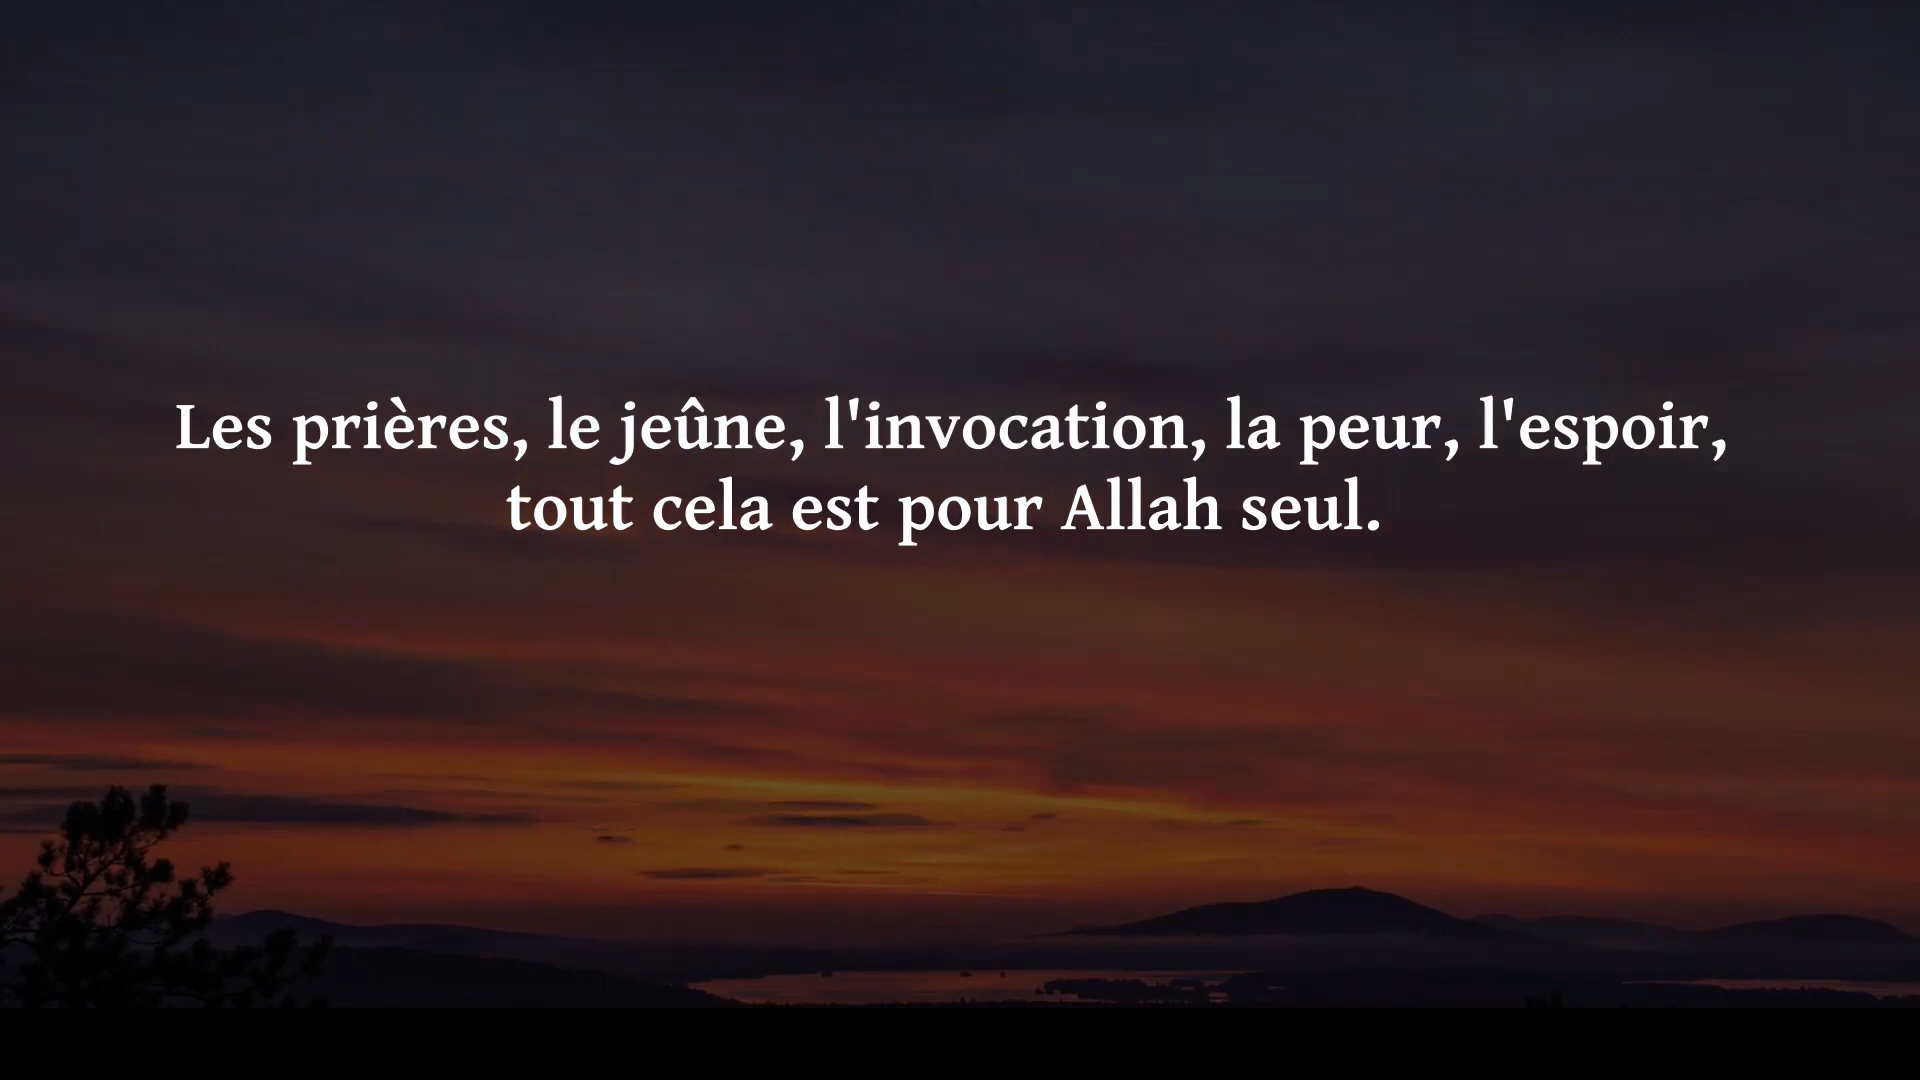 Les prières, le jeûne, l'invocation, la peur, l'espoir,
tout cela est pour Allah seul.